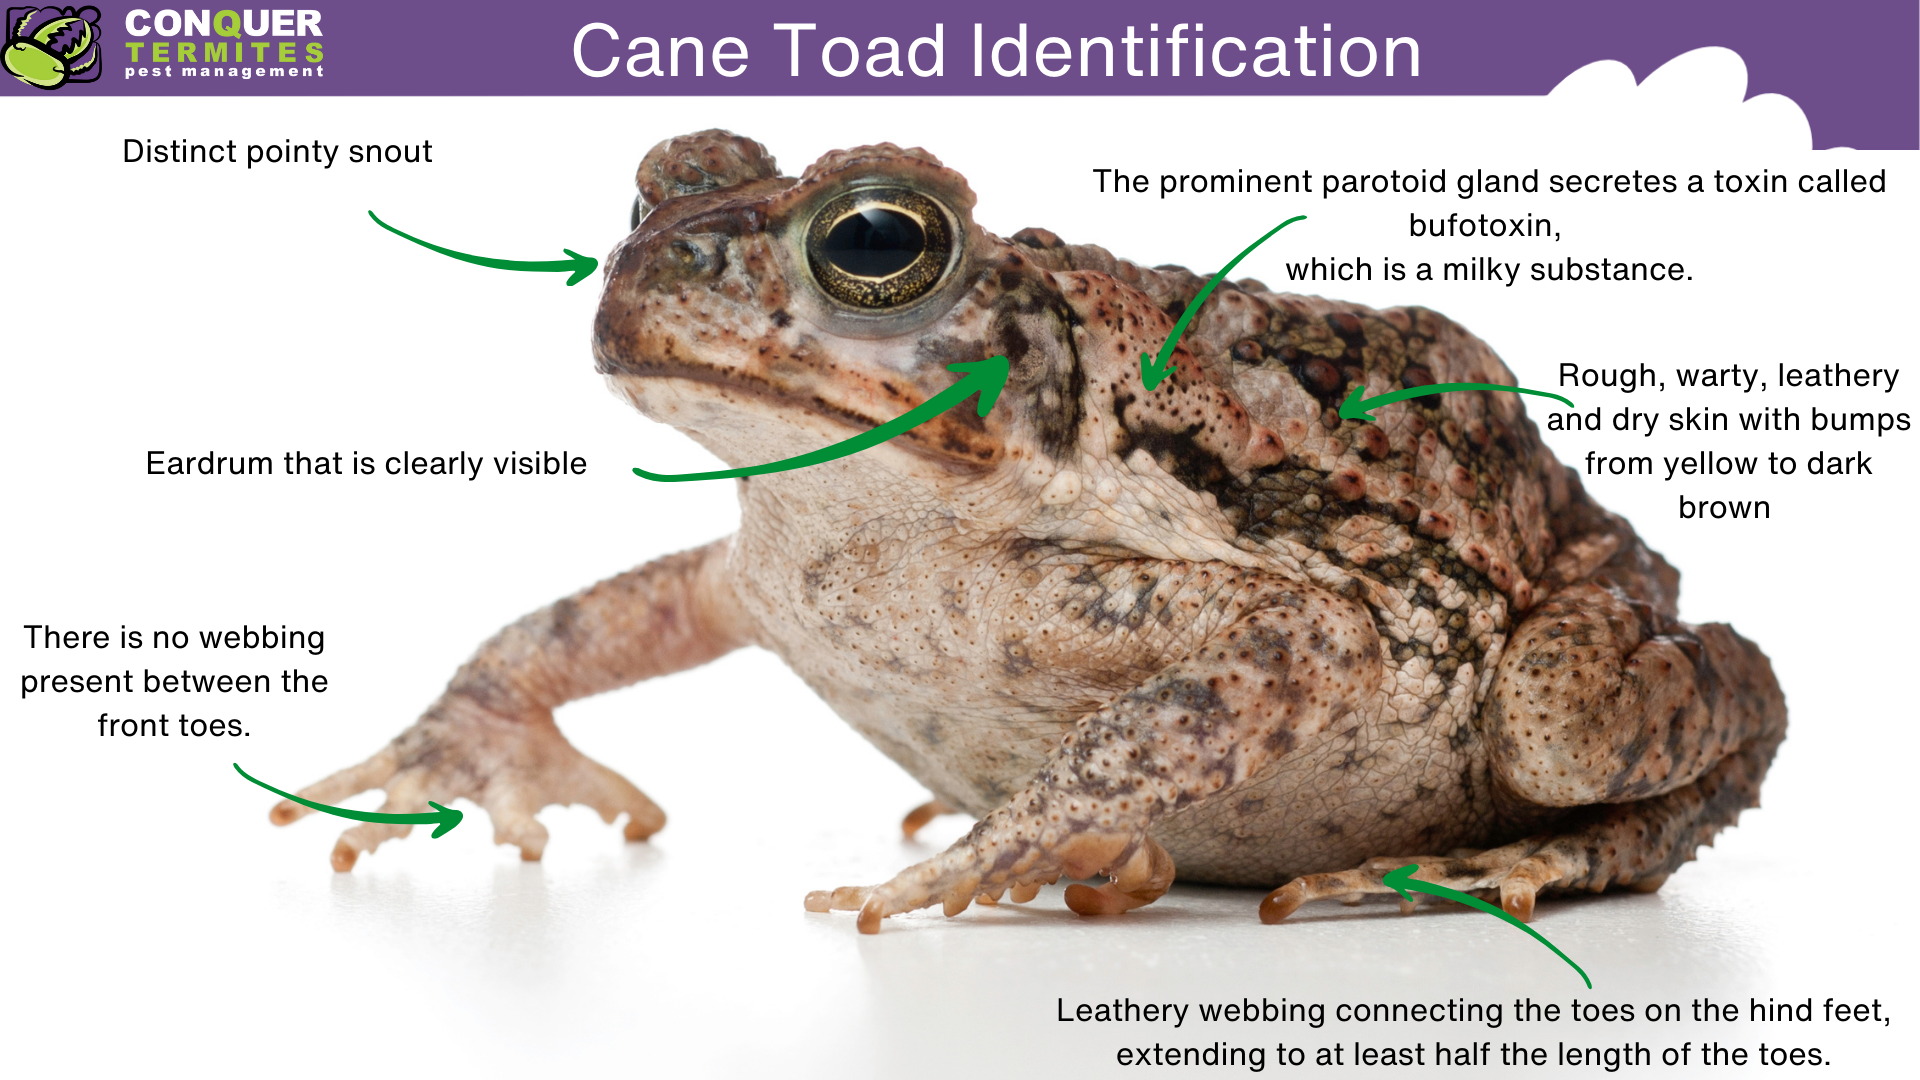 CONQUER
TERMITES
pest management
Cane Toad Identification
Distinct pointy snout
The prominent parotoid gland secretes a toxin called
bufotoxin,
which is a milky substance.
Rough, warty, leathery
and dry skin with bumps
from yellow to dark
brown
Eardrum that is clearly visible
There is no webbing
present between the
front toes.
Leathery webbing connecting the toes on the hind feet,
extending to at least half the length of the toes.